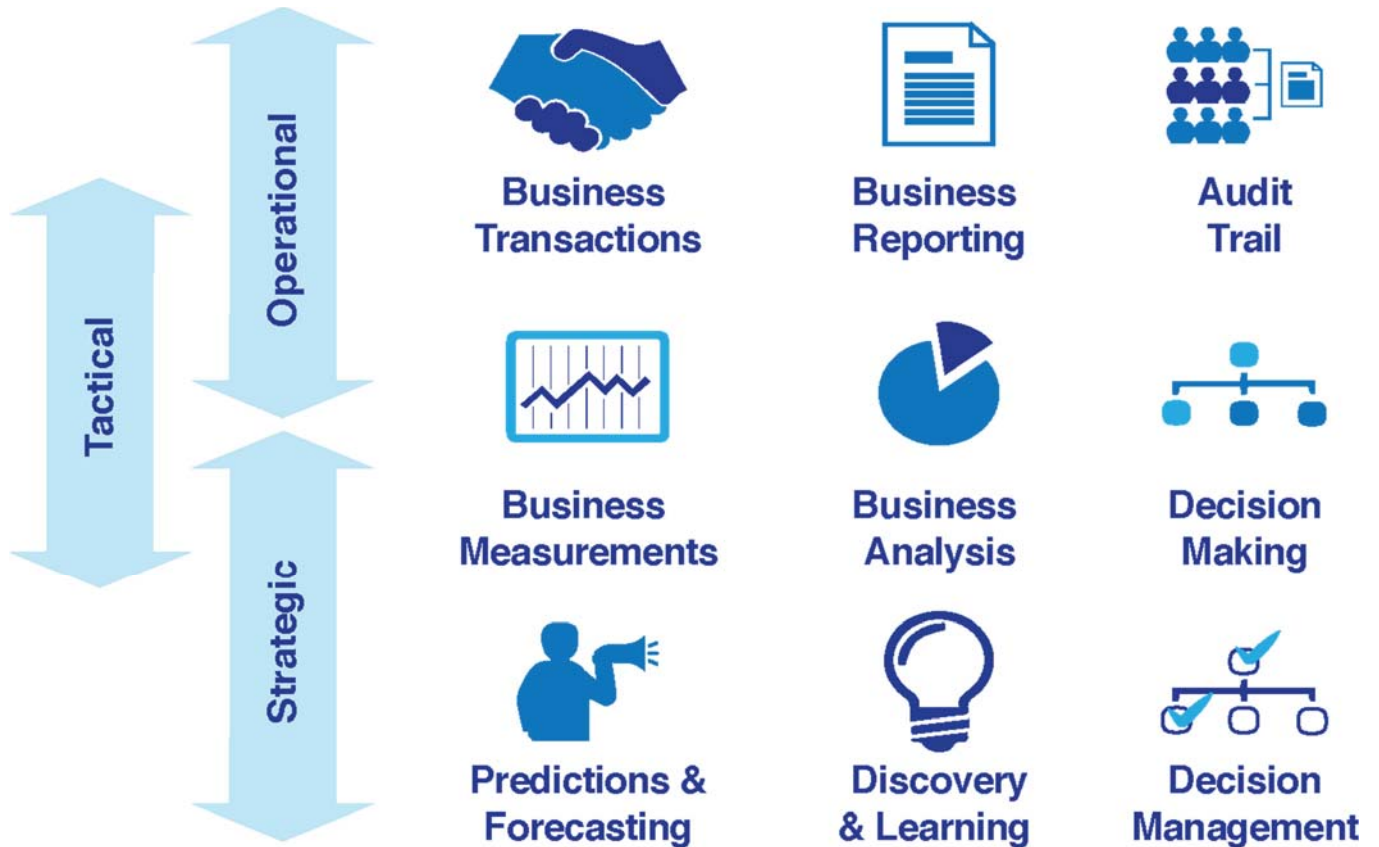 Tactical
Operational
Strategic
Business
Transactions
Business
Reporting
Audit
Trail
Business
Measurements
Business
Analysis
Decision
Making
Predictions &
Forecasting
Discovery
& Learning
Decision
Management